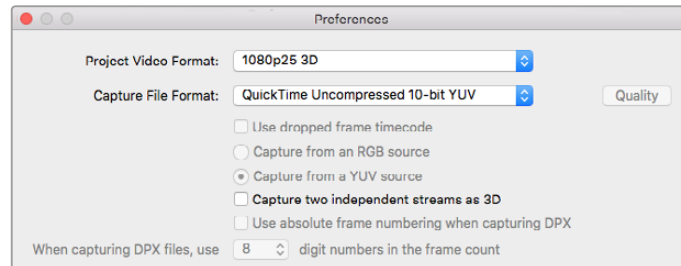 Preferences
Project Video Format: 1080p25 3D
Capture File Format: QuickTime Uncompressed 10-bit YUV Quality
Use dropped frame timecode
Capture from an RGB source
Capture from a YUV source
Capture two independent streams as 3D
Use absolute frame numbering when capturing DPX
When capturing DPX files, use 8 digit numbers in the frame count